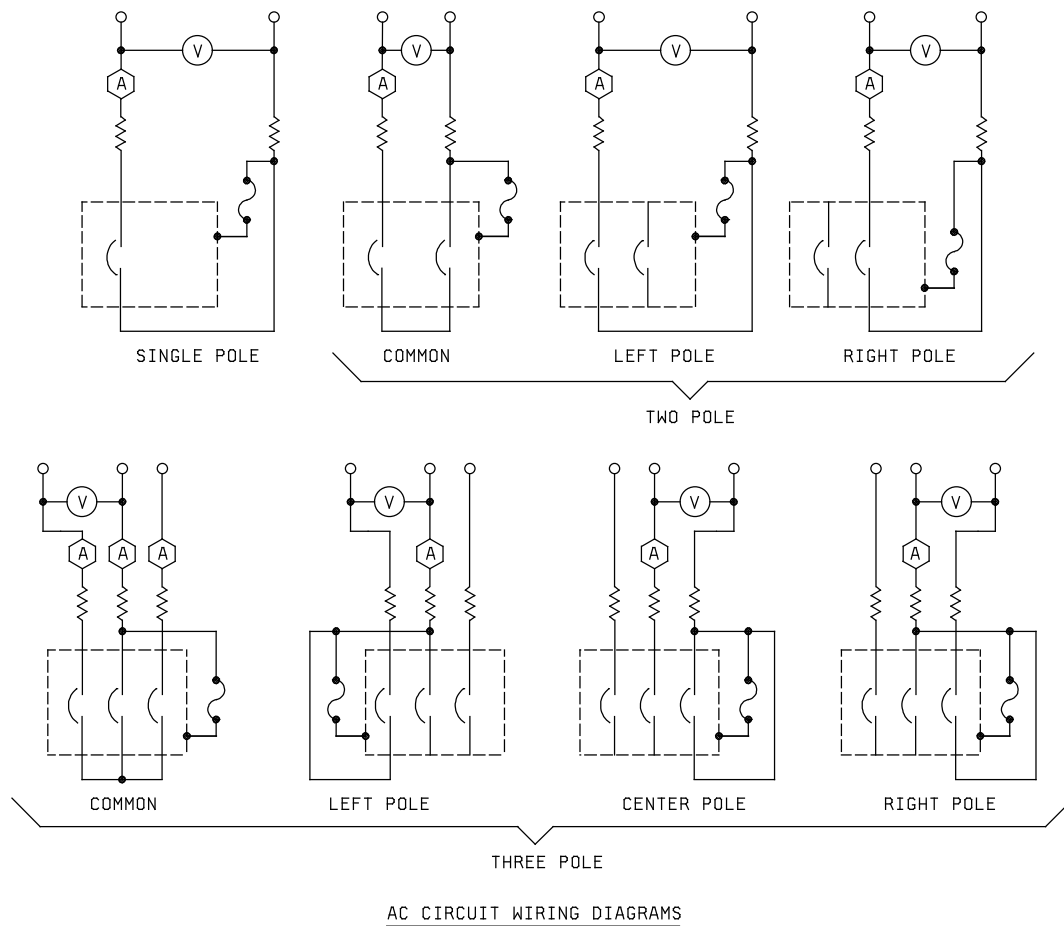 V V V V
A A A A
SINGLE POLE COMMON LEFT POLE RIGHT POLE
TWO POLE
V V V V
A A A A A A
COMMON LEFT POLE CENTER POLE RIGHT POLE
THREE POLE
AC CIRCUIT WIRING DIAGRAMS